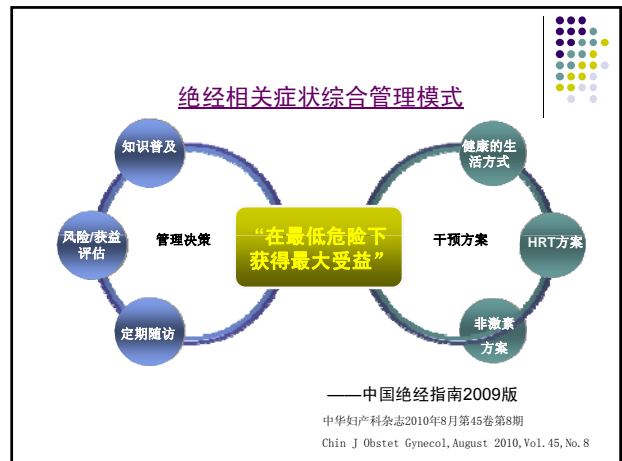 绝经相关症状综合管理模式
知识普及
风险/获益
评估
定期随访
管理决策
“在最低危险下
获得最大受益”
干预方案
健康的生
活方式
HRT方案
非激素
方案
——中国绝经指南2009版
中华妇产科杂志2010年8月第45卷第8期
Chin J Obstet Gynecol,August 2010,Vol.45,No.8